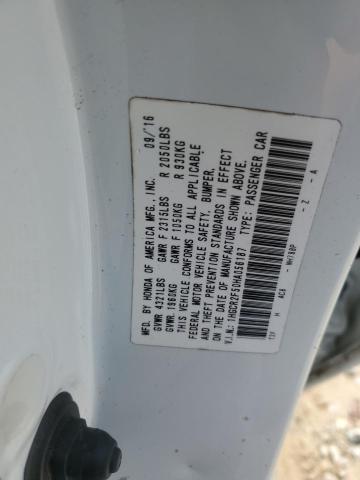 MFD. BY HONDA OF AMERICA MFG., INC. 09/'16
GVWR 4321LBS GAWR F 2315LBS R 2050LBS
GVWR 1960KG GAWR F 1050KG R 930KG
THIS VEHICLE CONFORMS TO ALL APPLICABLE
FEDERAL MOTOR VEHICLE SAFETY, BUMPER,
AND THEFT PREVENTION STANDARDS IN EFFECT
ON THE DATE OF MANUFACTURE SHOWN ABOVE.
V.I.N.: 1HGCR2F50HA056187 TYPE: PASSENGER CAR
Z - A